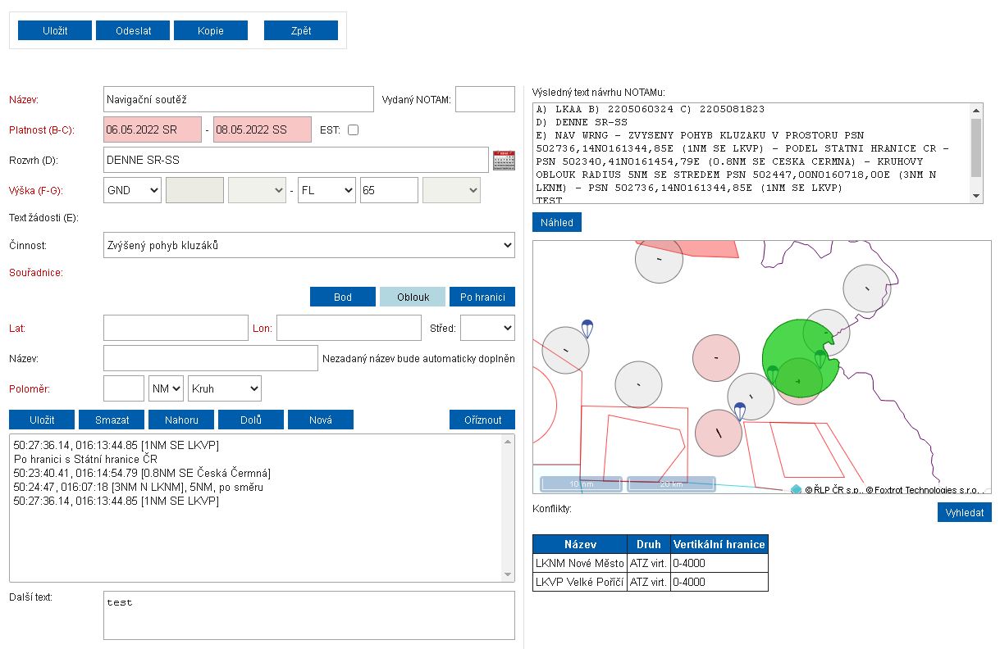 Uložit Odeslat Kopie Zpět
Název: Navigační soutěž Vydaný NOTAM:
Platnost (B-C): 06.05.2022 SR - 08.05.2022 SS EST:
Rozvrh (D): DENNE SR-SS
Výška (F-G): GND - FL 65
Text žádosti (E):
Činnost: Zvýšený pohyb kluzáků
Souřadnice:
Bod Oblouk Po hranici
Lat: Lon: Střed:
Název: Nezadaný název bude automaticky doplněn
Poloměr: NM Kruh
Uložit Smazat Nahoru Dolů Nová Oříznout
50:27:36.14, 016:13:44.85 [1NM SE LKVP]
Po hranici s Státní hranice ČR
50:23:40.41, 016:14:54.79 [0.8NM SE Česká Čermná]
50:24:47, 016:07:18 [3NM N LKNM], 5NM, po směru
50:27:36.14, 016:13:44.85 [1NM SE LKVP]
Další text: test
Výsledný text návrhu NOTAMu:
A) LKAA B) 2205060324 C) 2205081823
D) DENNE SR-SS
E) NAV WRNG - ZVYSENY POHYB KLUZAKU V PROSTORU PSN
502736,14N0161344,85E (1NM SE LKVP) - PODEL STATNI HRANICE CR -
PSN 502340,41N0161454,79E (0.8NM SE CESKA CERMNA) - KRUHOVY
OBLOUK RADIUS 5NM SE STREDEM PSN 502447,00N0160718,00E (3NM N
LKNM) - PSN 502736,14N0161344,85E (1NM SE LKVP)
TEST
Náhled
10 nm 20 km
© ŘLP ČR s.p., © Foxtrot Technologies s.r.o.,
Konflikty:
Vyhledat
Název Druh Vertikální hranice
LKNM Nové Město ATZ virt. 0-4000
LKVP Velké Poříčí ATZ virt. 0-4000